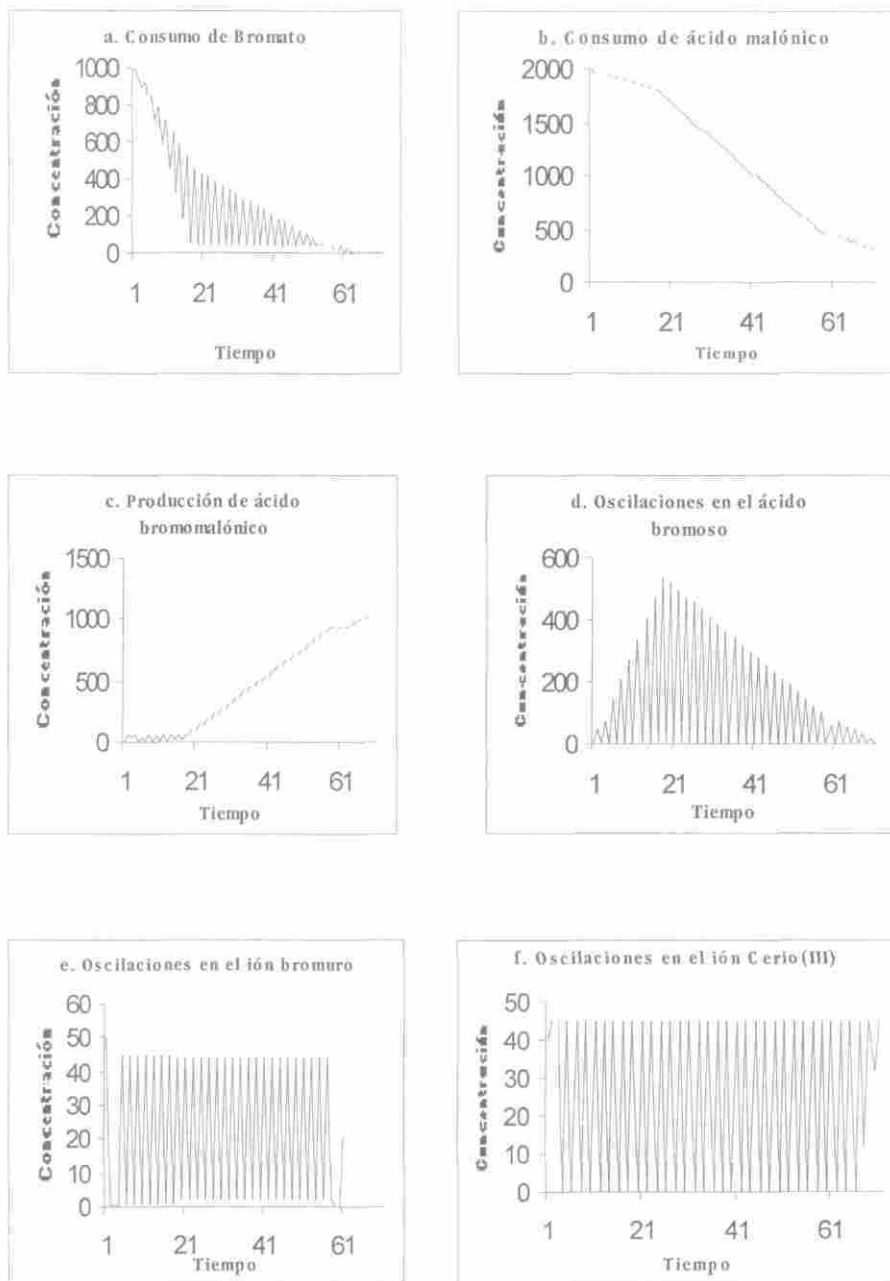 a. Consumo de Bromato
Concentración
1000
800
600
400
200
0
1 21 41 61
Tiempo
b. Consumo de ácido malónico
Concentración
2000
1500
1000
500
0
1 21 41 61
Tiempo
c. Producción de ácido
bromomalónico
Concentración
1500
1000
500
0
1 21 41 61
Tiempo
d. Oscilaciones en el ácido
bromoso
Concentración
600
400
200
0
1 21 41 61
Tiempo
e. Oscilaciones en el ión bromuro
Concentración
60
50
40
30
20
10
0
1 21 41 61
Tiempo
f. Oscilaciones en el ión Cerio (III)
Concentración
50
40
30
20
10
0
1 21 41 61
Tiempo